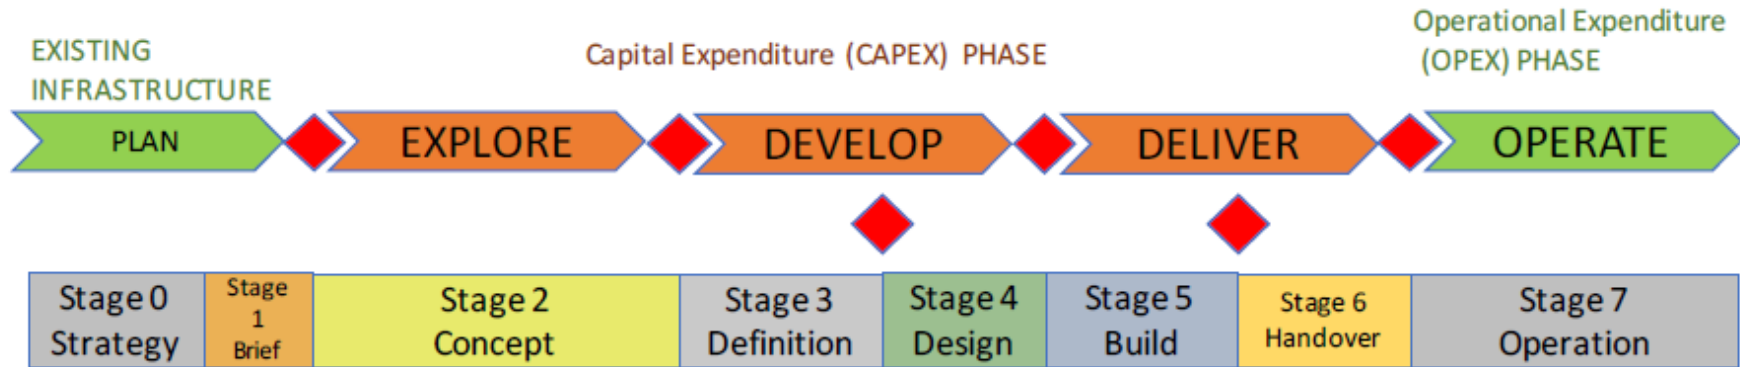 EXISTING
INFRASTRUCTURE
Capital Expenditure (CAPEX) PHASE
Operational Expenditure
(OPEX) PHASE
PLAN
EXPLORE
DEVELOP
DELIVER
OPERATE
Stage 0
Strategy
Stage
1
Brief
Stage 2
Concept
Stage 3
Definition
Stage 4
Design
Stage 5
Build
Stage 6
Handover
Stage 7
Operation